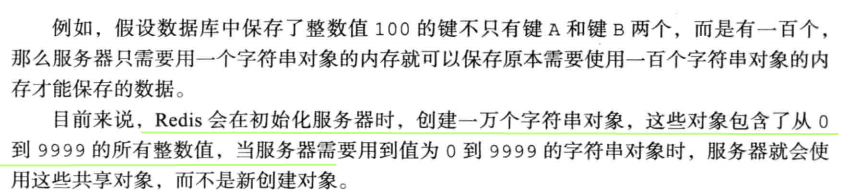 例如，假设数据库中保存了整数值 100 的键不只有键 A 和键 B 两个，而是有一百个，
那么服务器只需要用一个字符串对象的内存就可以保存原本需要使用一百个字符串对象的内
存才能保存的数据。
目前来说，Redis 会在初始化服务器时，创建一万个字符串对象，这些对象包含了从 0
到 9999 的所有整数值，当服务器需要用到值为 0 到 9999 的字符串对象时，服务器就会使
用这些共享对象，而不是新创建对象。